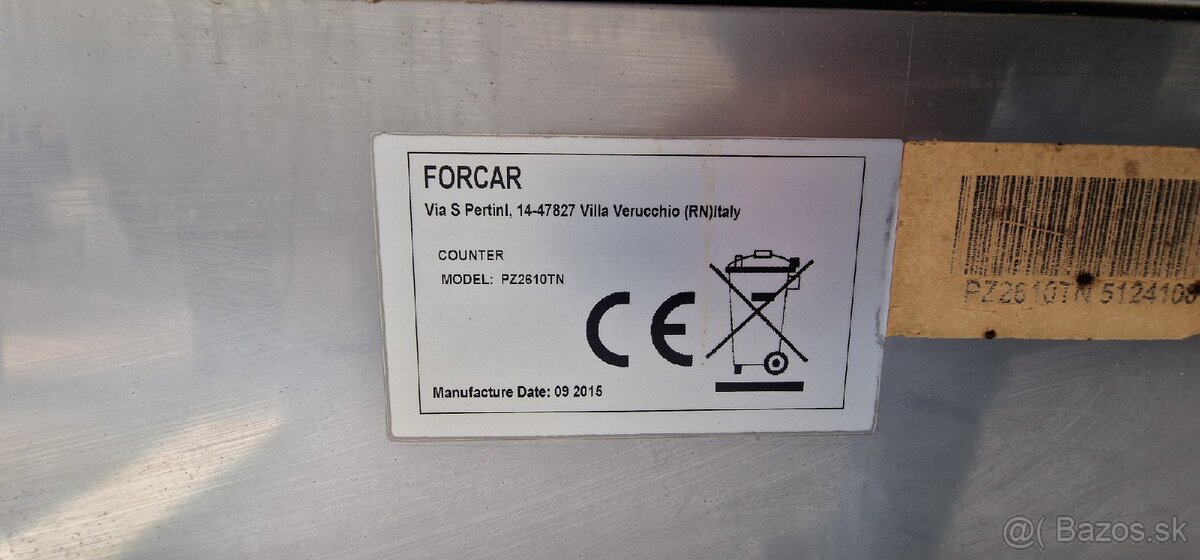 FORCAR
Via S Pertini, 14-47827 Villa Verucchio (RN)Italy
COUNTER
MODEL: PZ2610TN
CE
Manufacture Date: 09 2015
PZ2610TN 5124108
@( Bazos.sk